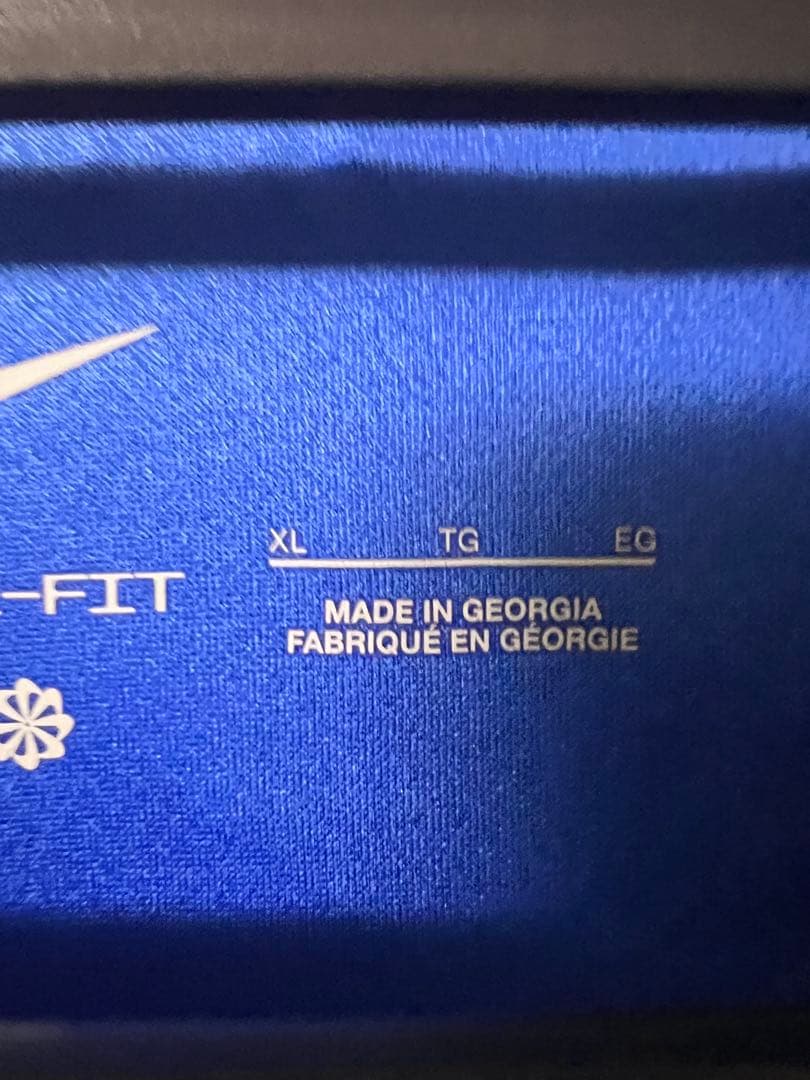 XL TG EG
-FIT
MADE IN GEORGIA
FABRIQUÉ EN GÉORGIE